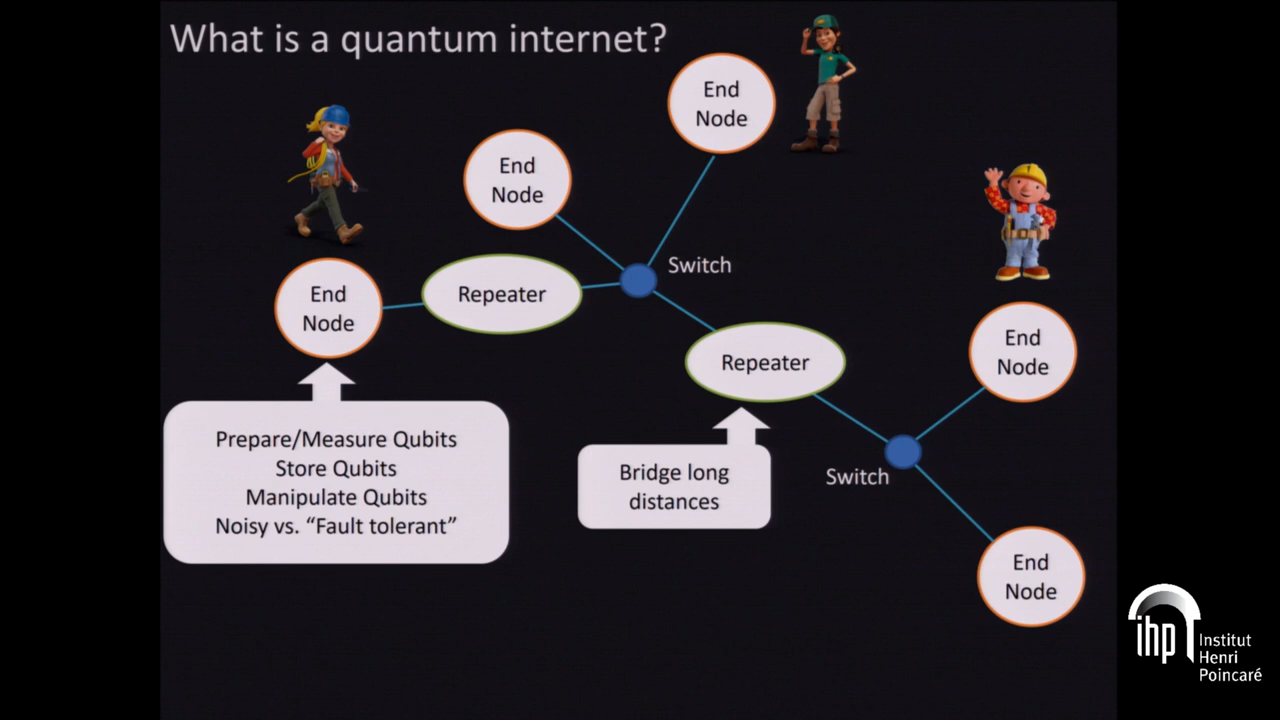 What is a quantum internet?
End
Node
End
Node
Switch
End
Node
Repeater
End
Node
Repeater
Prepare/Measure Qubits
Store Qubits
Manipulate Qubits
Noisy vs. “Fault tolerant”
Bridge long
distances
Switch
End
Node
ihp
Institut
Henri
Poincaré